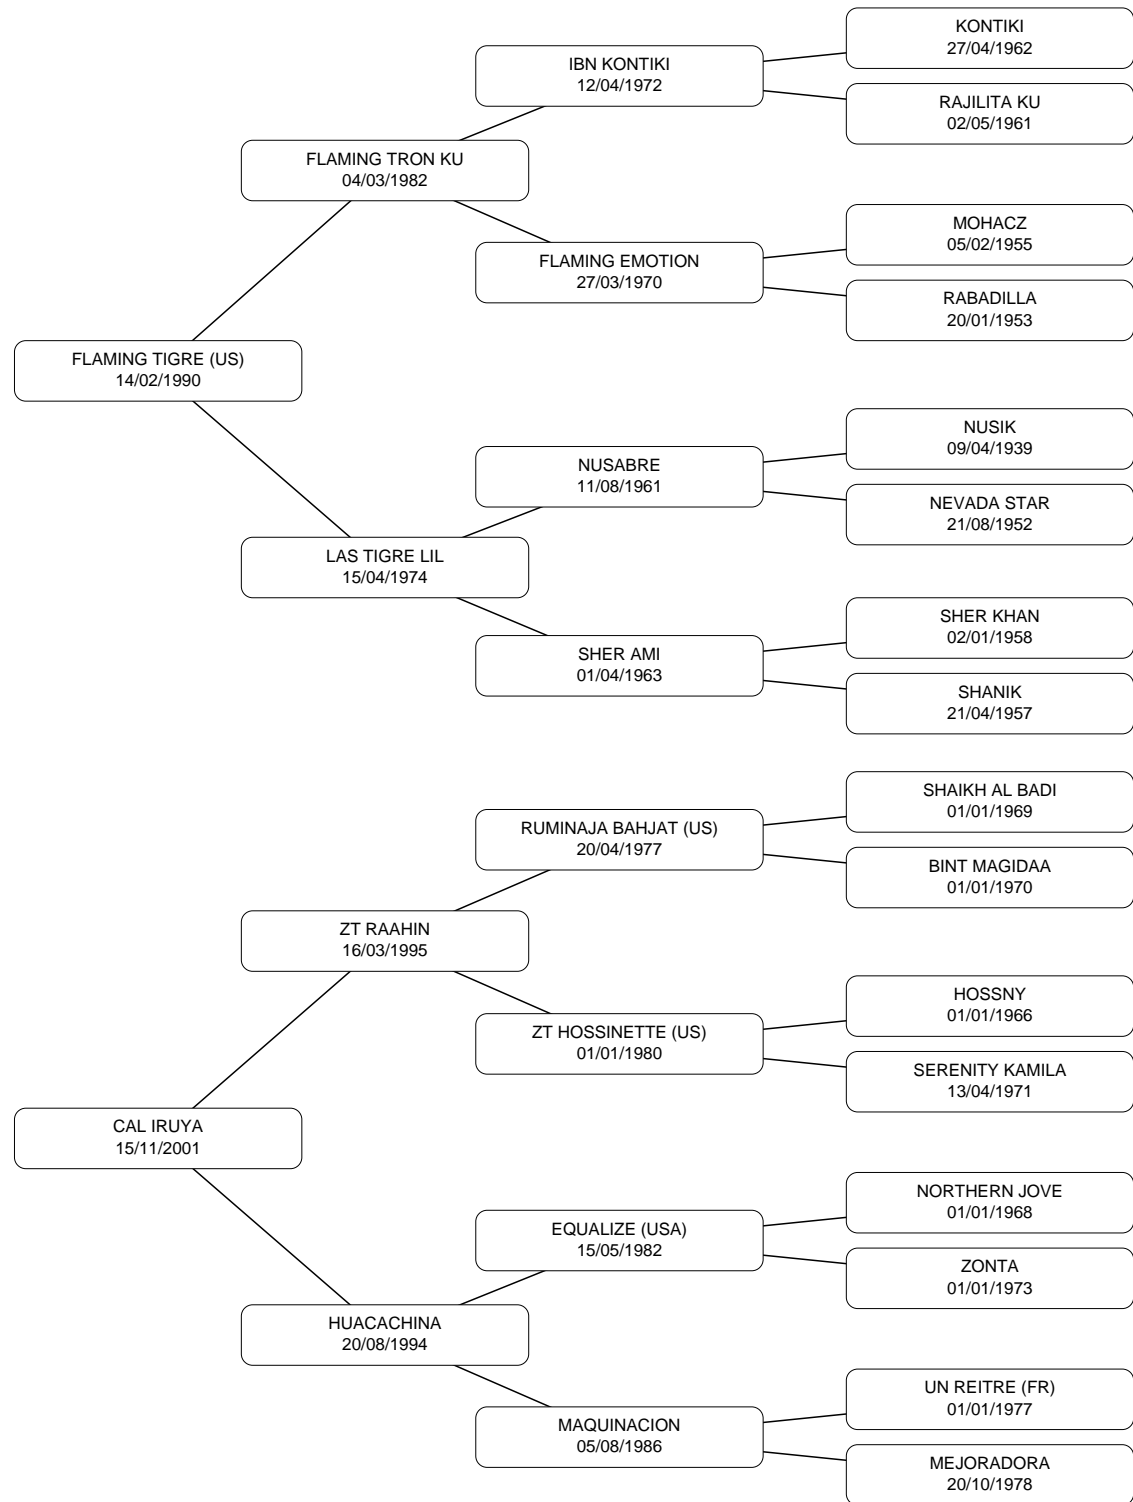 KONTIKI
27/04/1962
IBN KONTIKI
12/04/1972
RAJILITA KU
02/05/1961
FLAMING TRON KU
04/03/1982
MOHACZ
05/02/1955
FLAMING EMOTION
27/03/1970
RABADILLA
20/01/1953
FLAMING TIGRE (US)
14/02/1990
NUSIK
09/04/1939
NUSABRE
11/08/1961
NEVADA STAR
21/08/1952
LAS TIGRE LIL
15/04/1974
SHER KHAN
02/01/1958
SHER AMI
01/04/1963
SHANIK
21/04/1957
SHAIKH AL BADI
01/01/1969
RUMINAJA BAHJAT (US)
20/04/1977
BINT MAGIDAA
01/01/1970
ZT RAAHIN
16/03/1995
HOSSNY
01/01/1966
ZT HOSSINETTE (US)
01/01/1980
SERENITY KAMILA
13/04/1971
CAL IRUYA
15/11/2001
NORTHERN JOVE
01/01/1968
EQUALIZE (USA)
15/05/1982
ZONTA
01/01/1973
HUACACHINA
20/08/1994
UN REITRE (FR)
01/01/1977
MAQUINACION
05/08/1986
MEJORADORA
20/10/1978